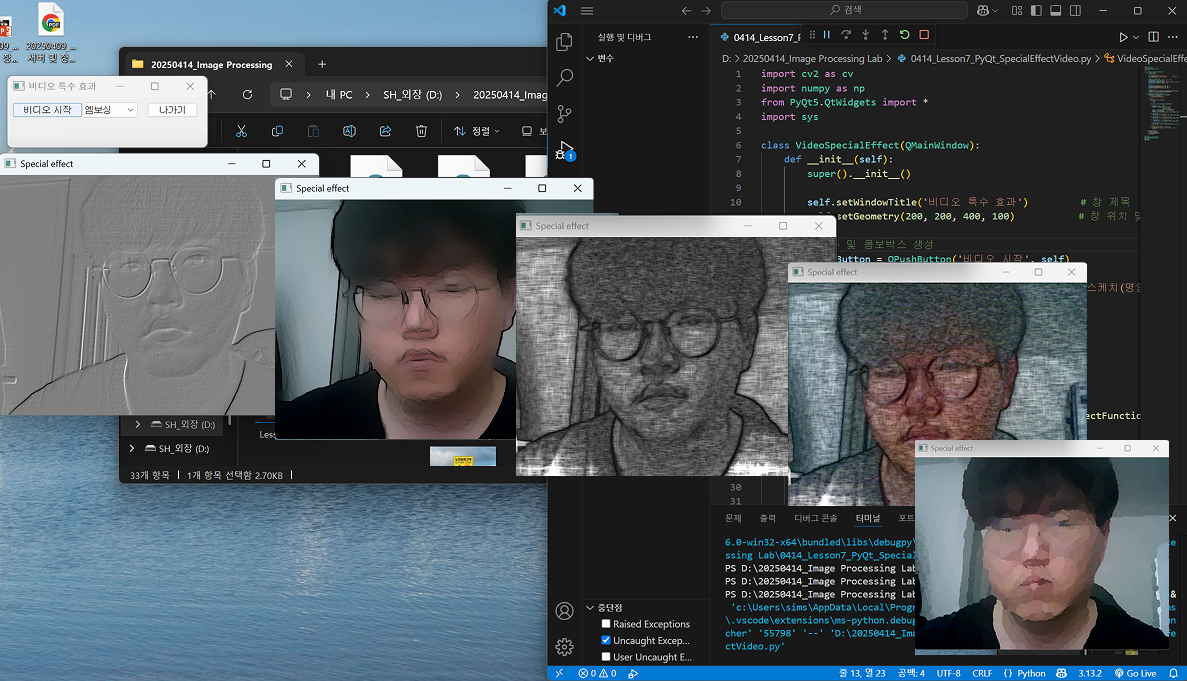 20250409_...
서버 및 중...
비디오 특수 효과
비디오 시작
엠보싱
나가기
20250414_Image Processing
내 PC
SH_외장 (D:)
20250414_Imag
정렬
보
SH_외장 (D:)
SH_외장 (D:)
Les
33개 항목
1개 항목 선택함 2.70KB
Special effect
Special effect
Special effect
Special effect
Special effect
검색
실행 및 디버그
변수
1
중단점
Raised Exceptions
Uncaught Excep...
User Uncaught E...
0414_Lesson7_F
D: > 20250414_Image Processing Lab > 0414_Lesson7_PyQt_SpecialEffectVideo.py > VideoSpecialEffe
1 import cv2 as cv
2 import numpy as np
3 from PyQt5.QtWidgets import *
4 import sys
5
6 class VideoSpecialEffect(QMainWindow):
7 def __init__(self):
8 super().__init__()
9
10 self.setWindowTitle('비디오 특수 효과') # 창 제목
setGeometry(200, 200, 400, 100) # 창 위치 및
및 콤보박스 생성
Button = QPushButton('비디오 시작', self)
스케치(명암
ectFunctio
30
31
문제
출력
디버그 콘솔
터미널
포트
6.0-win32-x64\bundled\libs\debugpy\
ssing Lab\0414_Lesson7_PyQt_Special
PS D:\20250414_Image Processing Lab
PS D:\20250414_Image Processing Lab
PS D:\20250414_Image Processing Lab &
'c:\Users\sims\AppData\Local\Prog
\.vscode\extensions\ms-python.debug
cher' '55798' '--' 'D:\20250414_Ima
ctVideo.py'
0 0
줄 13, 열 23
공백: 4
UTF-8
CRLF
{ } Python
3.13.2
Go Live